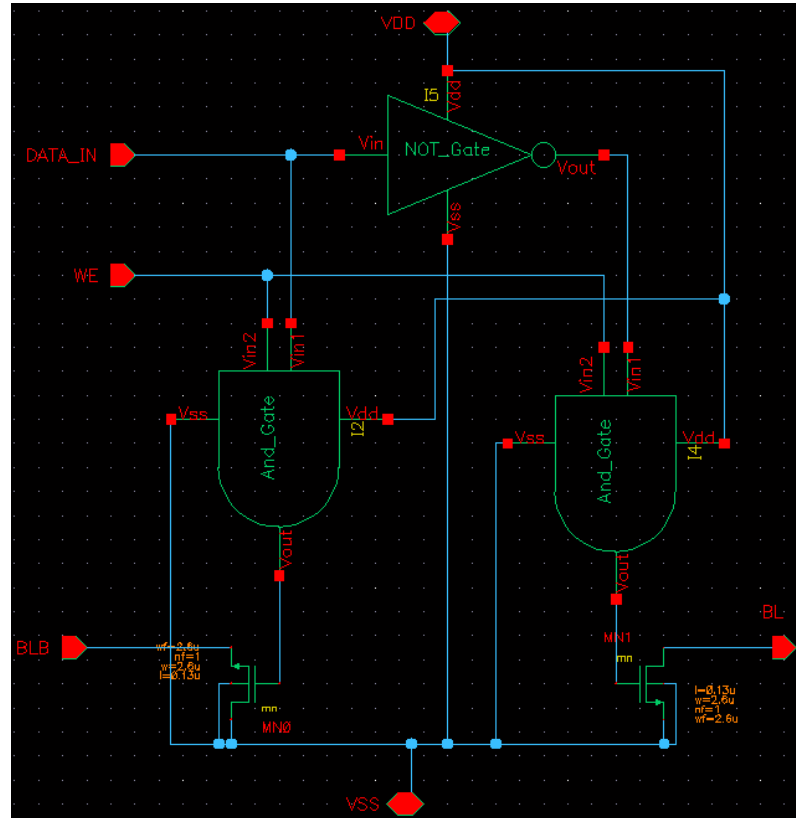 VDD
I5
Vdd
DATA_IN
Vin
NOT_Gate
Vout
Vss
WE
Vin2
Vin1
Vin2
Vin1
Vss
And_Gate
Vdd
I2
Vss
And_Gate
Vdd
I4
Vout
Vout
BLB
wf=2.6u
nf=1
w=2.6u
l=0.13u
mn
MN0
MN1
mn
BL
l=0.13u
w=2.6u
nf=1
wf=2.6u
VSS